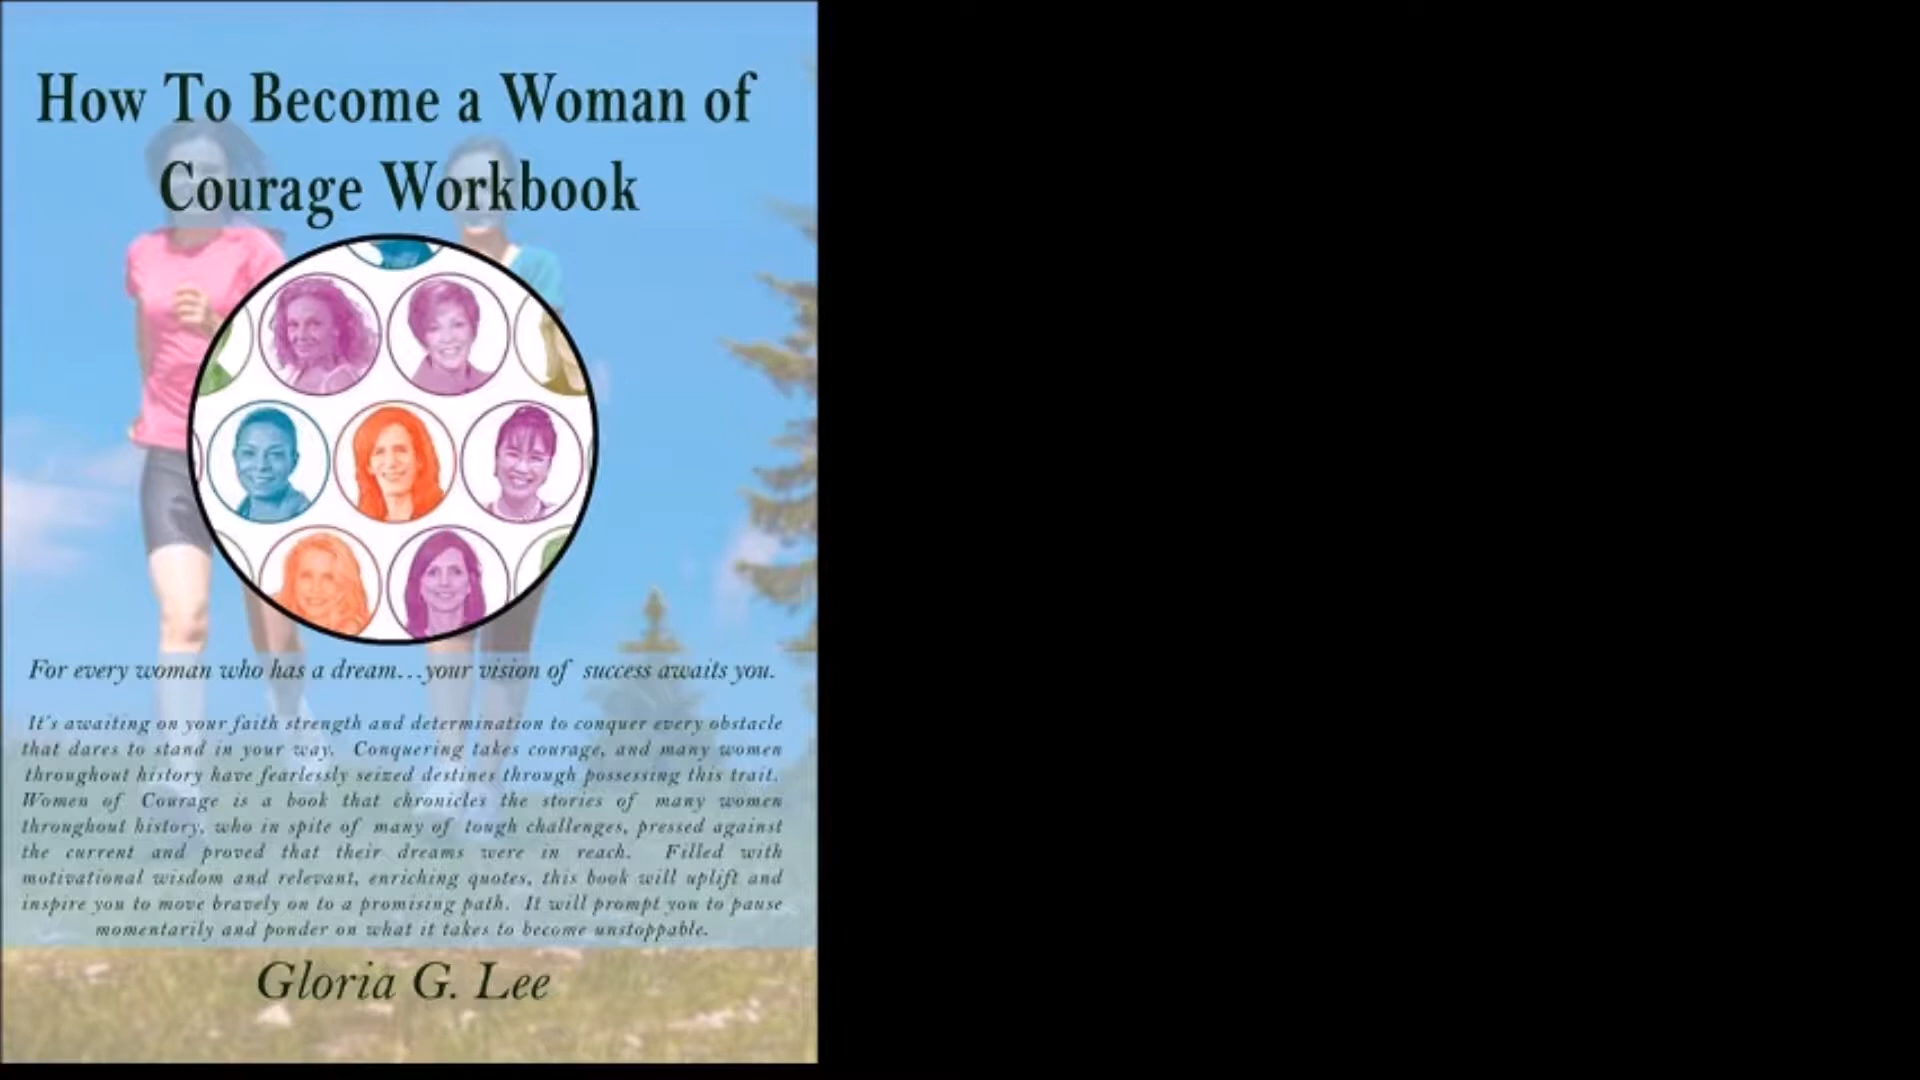 How To Become a Woman of
Courage Workbook
For every woman who has a dream...your vision of success awaits you.
It's awaiting on your faith strength and determination to conquer every obstacle
that dares to stand in your way. Conquering takes courage, and many women
throughout history have fearlessly seized destines through possessing this trait.
Women of Courage is a book that chronicles the stories of many women
throughout history, who in spite of many of tough challenges, pressed against
the current and proved that their dreams were in reach. Filled with
motivational wisdom and relevant, enriching quotes, this book will uplift and
inspire you to move bravely on to a promising path. It will prompt you to pause
momentarily and ponder on what it takes to become unstoppable.
Gloria G. Lee